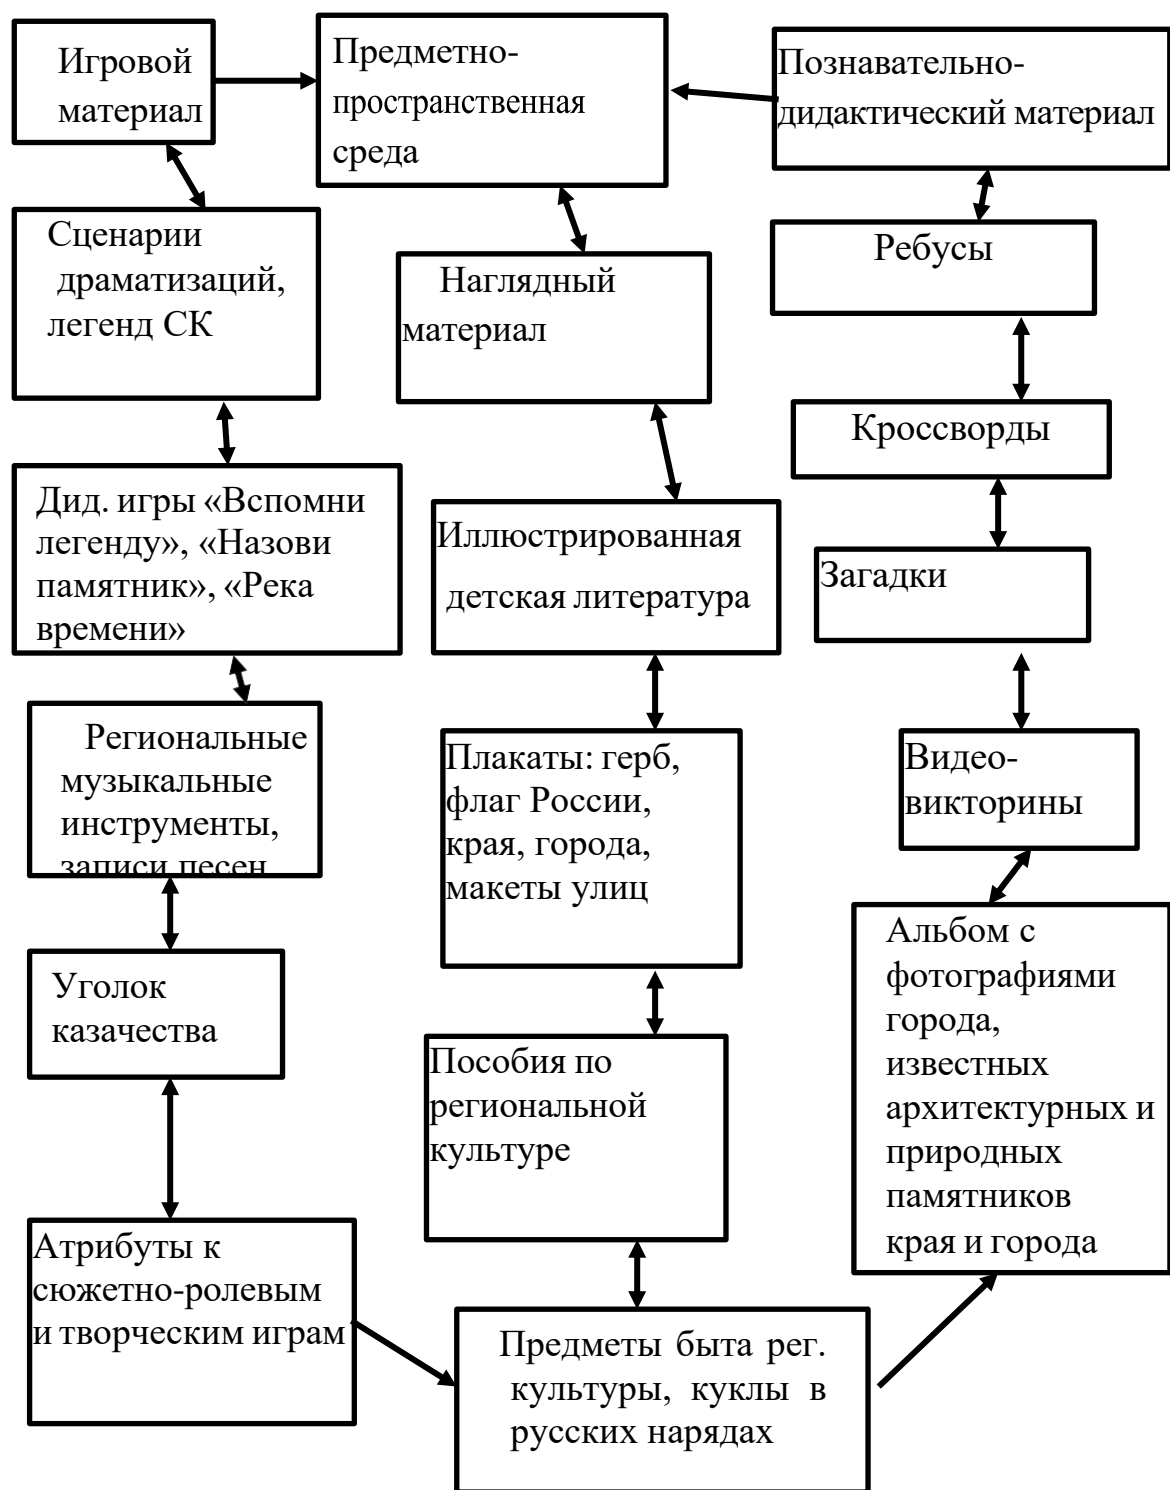 Игровой
материал
Предметно-
пространственная
среда
Познавательно-
дидактический материал
Сценарии
драматизаций,
легенд СК
Наглядный
материал
Ребусы
Кроссворды
Дид. игры «Вспомни
легенду», «Назови
памятник», «Река
времени»
Иллюстрированная
детская литература
Загадки
Региональные
музыкальные
инструменты,
записи песен
Плакаты: герб,
флаг России,
края, города,
макеты улиц
Видео-
викторины
Уголок
казачества
Пособия по
региональной
культуре
Альбом с
фотографиями
города,
известных
архитектурных и
природных
памятников
края и города
Атрибуты к
сюжетно-ролевым
и творческим играм
Предметы быта рег.
культуры, куклы в
русских нарядах